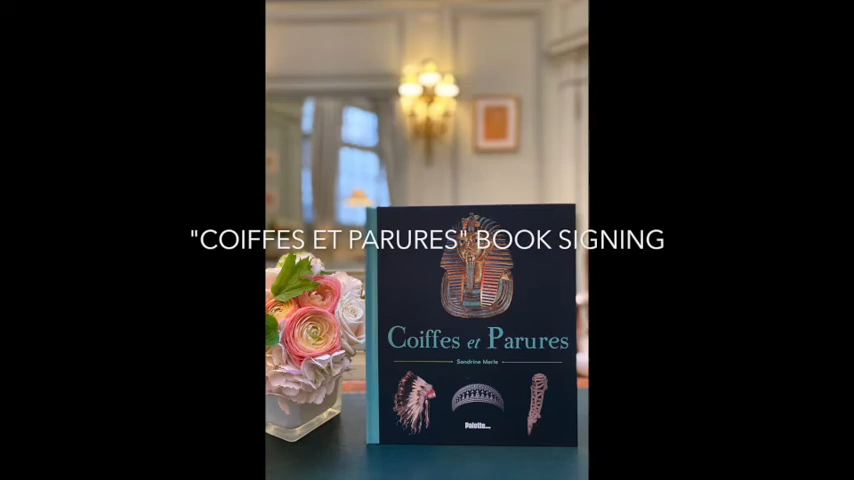 "COIFFES ET PARURES" BOOK SIGNING
Coiffes et Parures
Sandrine Merle
Palette...